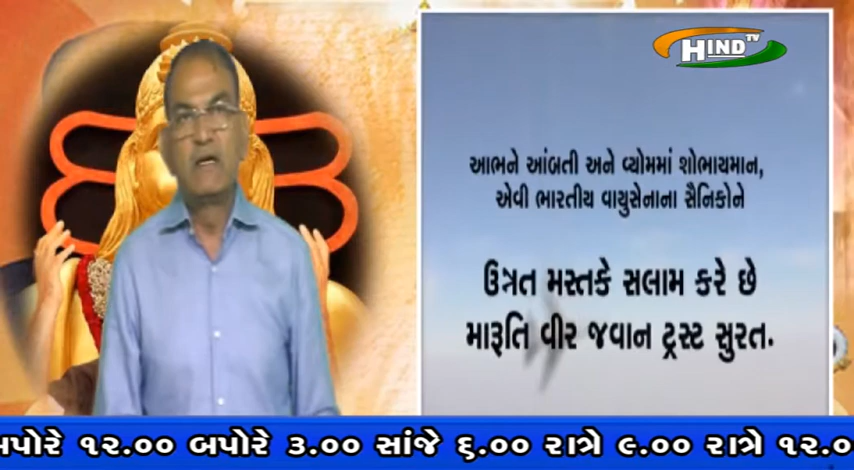 HIND TV
આભને આંબતી અને વ્યોમમાં શોભાયમાન,
એવી ભારતીય વાયુસેનાના સૈનિકોને
ઉન્નત મસ્તકે સલામ કરે છે
મારૂતિ વીર જવાન ટ્રસ્ટ સુરત.
બપોરે ૧૨.૦૦ બપોરે ૩.૦૦ સાંજે ૬.૦૦ રાત્રે ૯.૦૦ રાત્રે ૧૨.૦